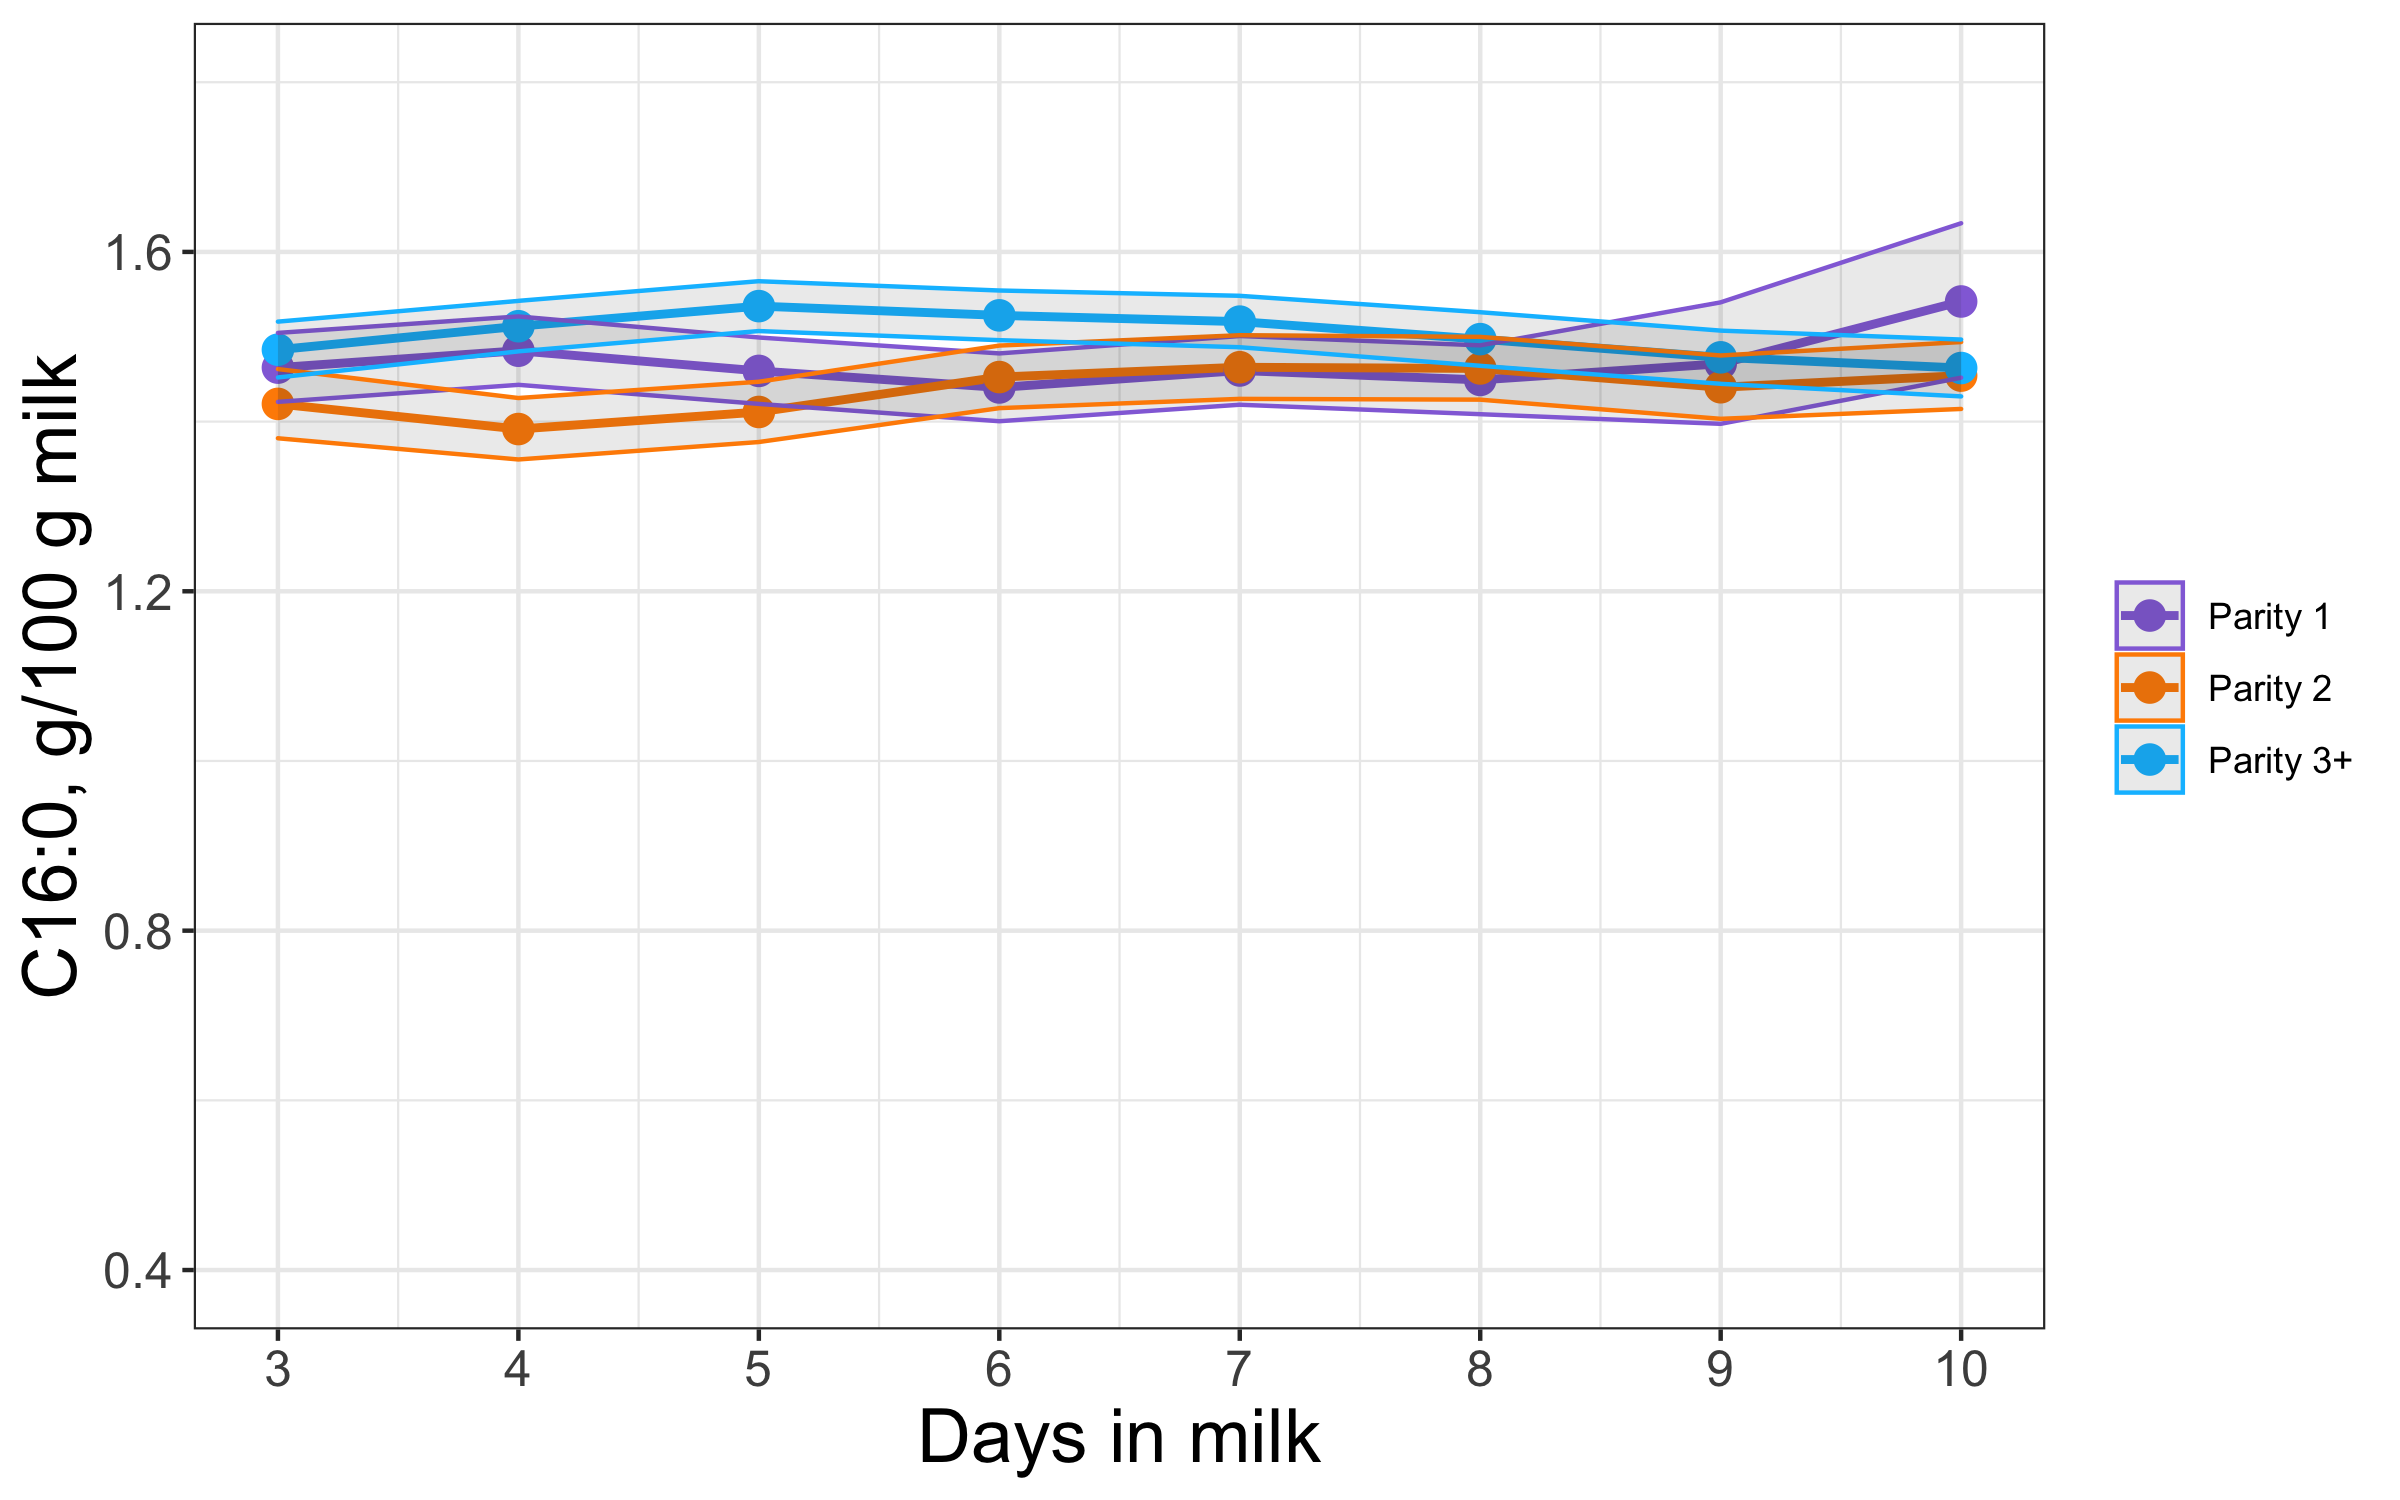 C16:0, g/100 g milk
1.6
1.2
0.8
0.4
3 4 5 6 7 8 9 10
Days in milk
Parity 1
Parity 2
Parity 3+